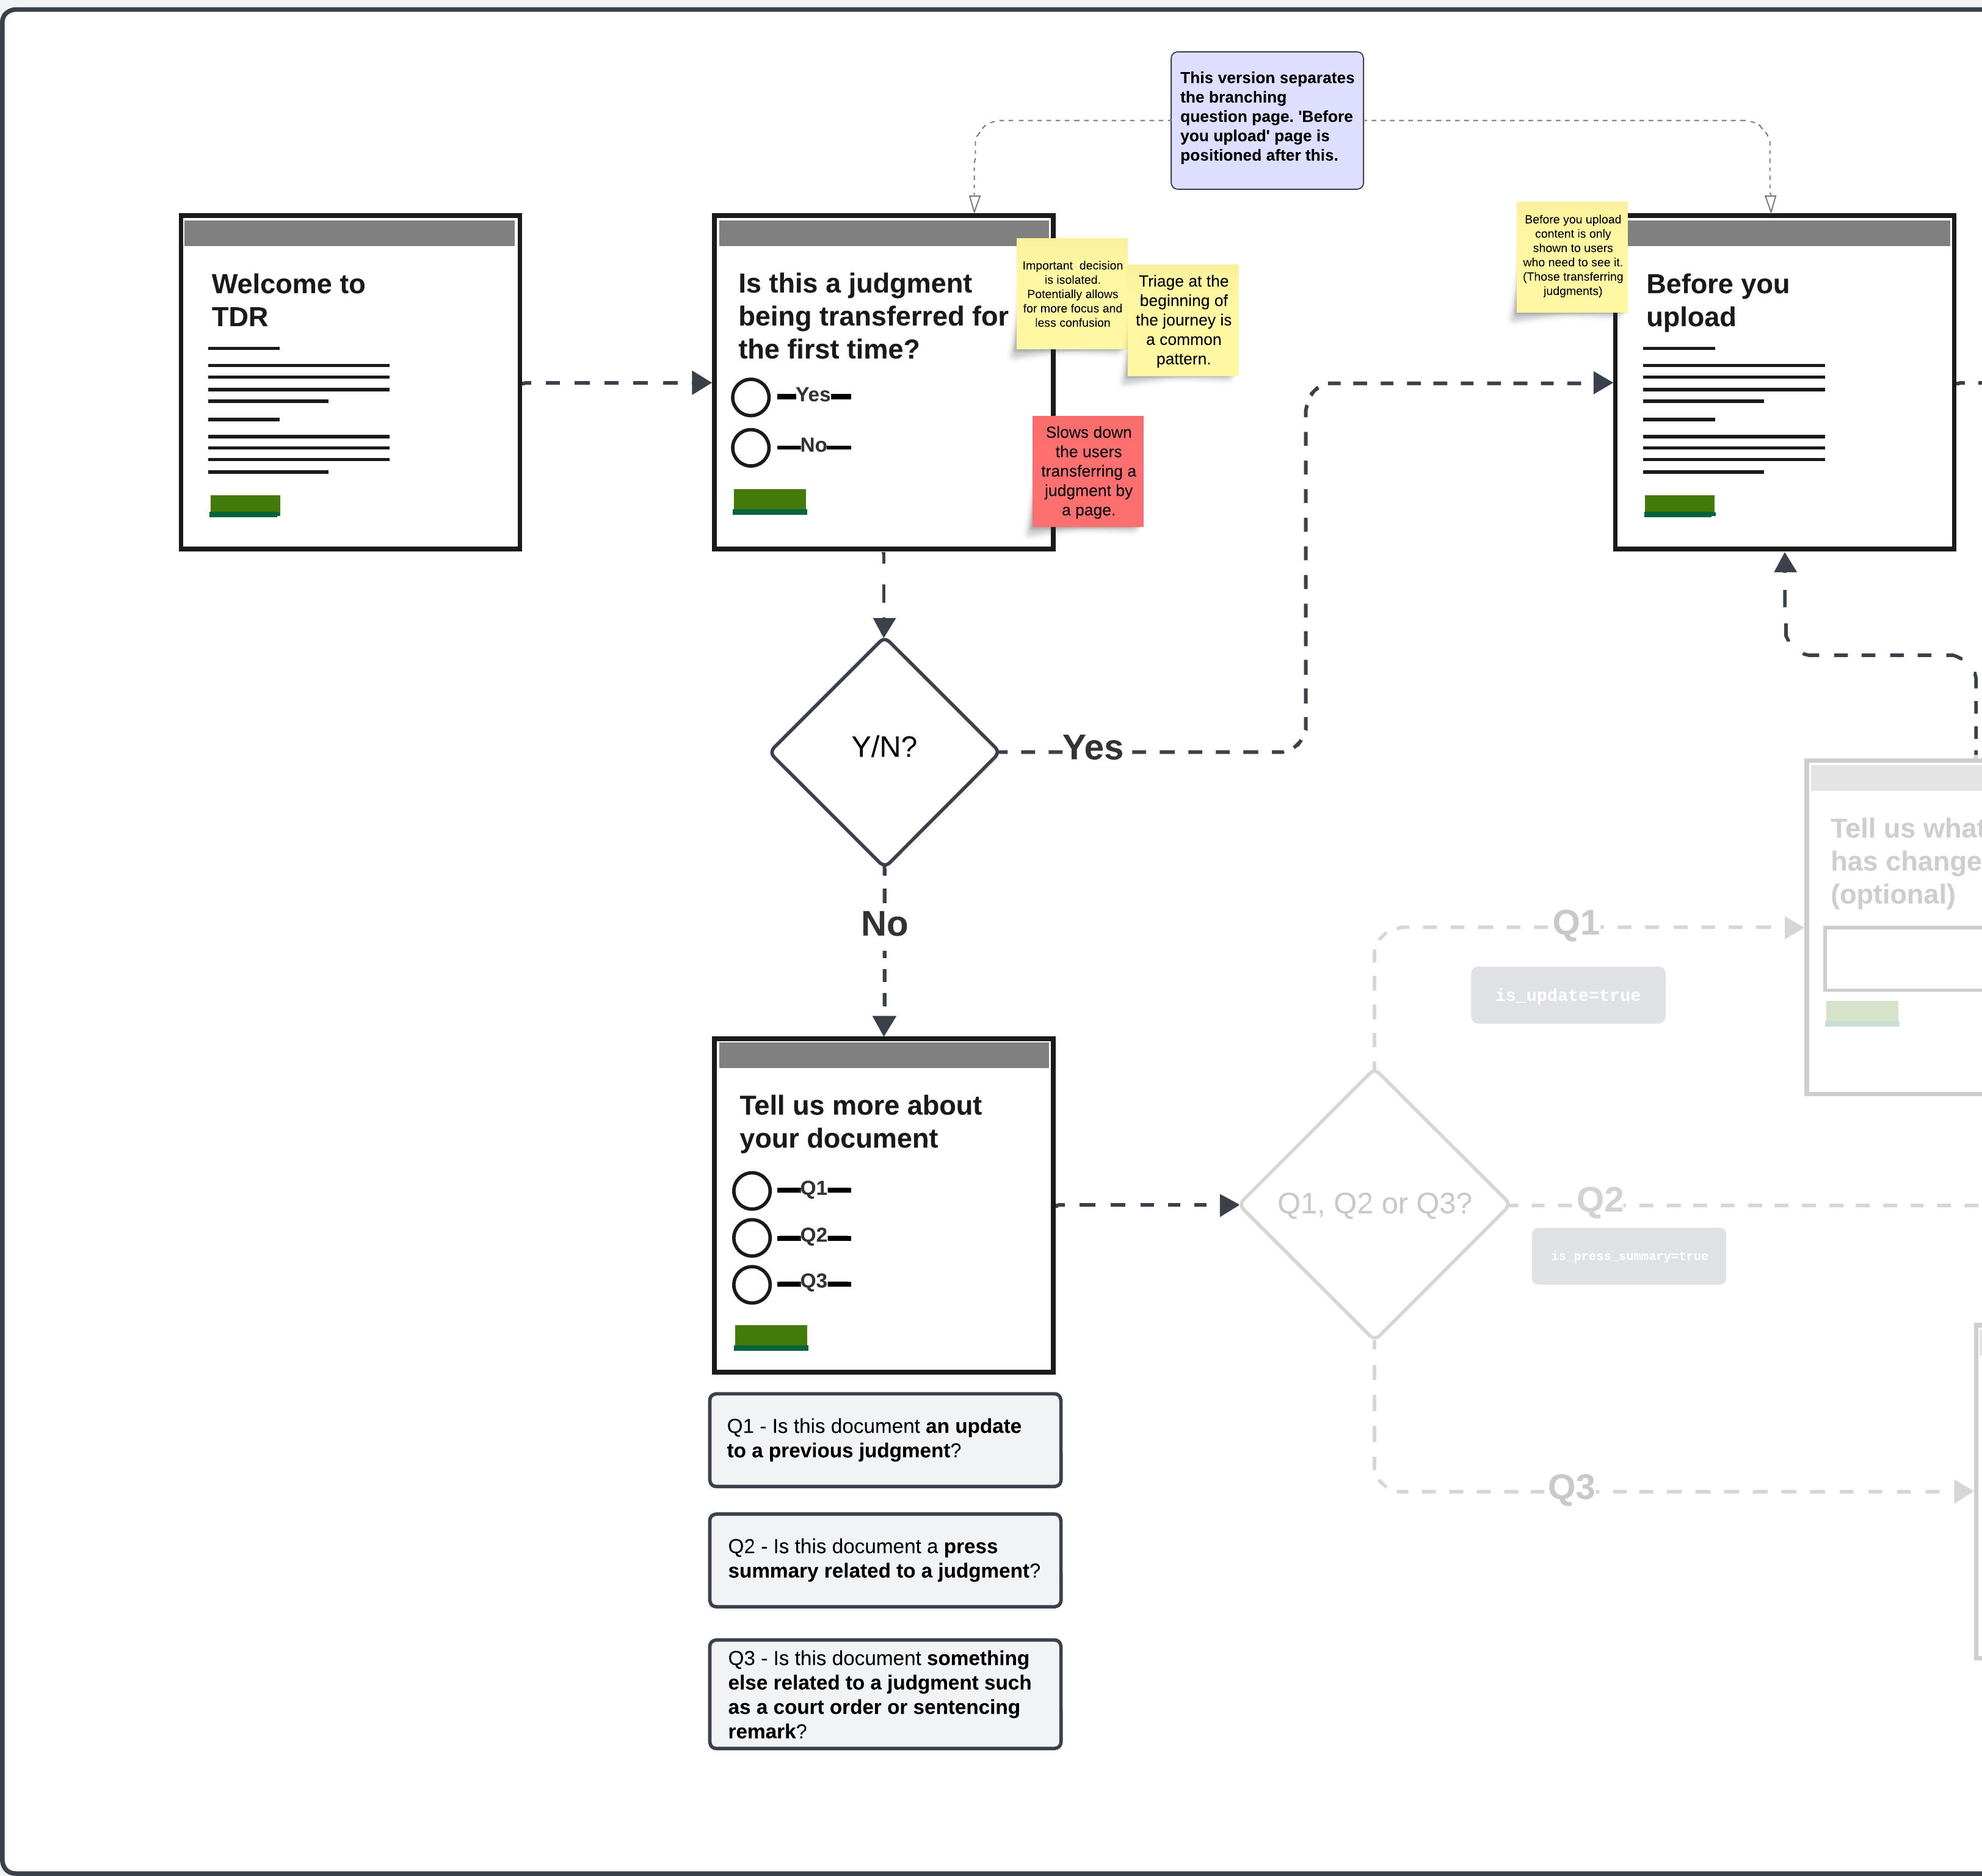 This version separates
the branching
question page. 'Before
you upload' page is
positioned after this.
Welcome to
TDR
Is this a judgment
being transferred for
the first time?
Yes
No
Important  decision
is isolated.
Potentially allows
for more focus and
less confusion
Triage at the
beginning of
the journey is
a common
pattern.
Slows down
the users
transferring a
judgment by
a page.
Before you upload
content is only
shown to users
who need to see it.
(Those transferring
judgments)
Before you
upload
Y/N?
Yes
No
Tell us what
has change
(optional)
Q1
is_update=true
Tell us more about
your document
Q1
Q2
Q3
Q1, Q2 or Q3?
Q2
is_press_summary=true
Q3
Q1 - Is this document an update
to a previous judgment?
Q2 - Is this document a press
summary related to a judgment?
Q3 - Is this document something
else related to a judgment such
as a court order or sentencing
remark?